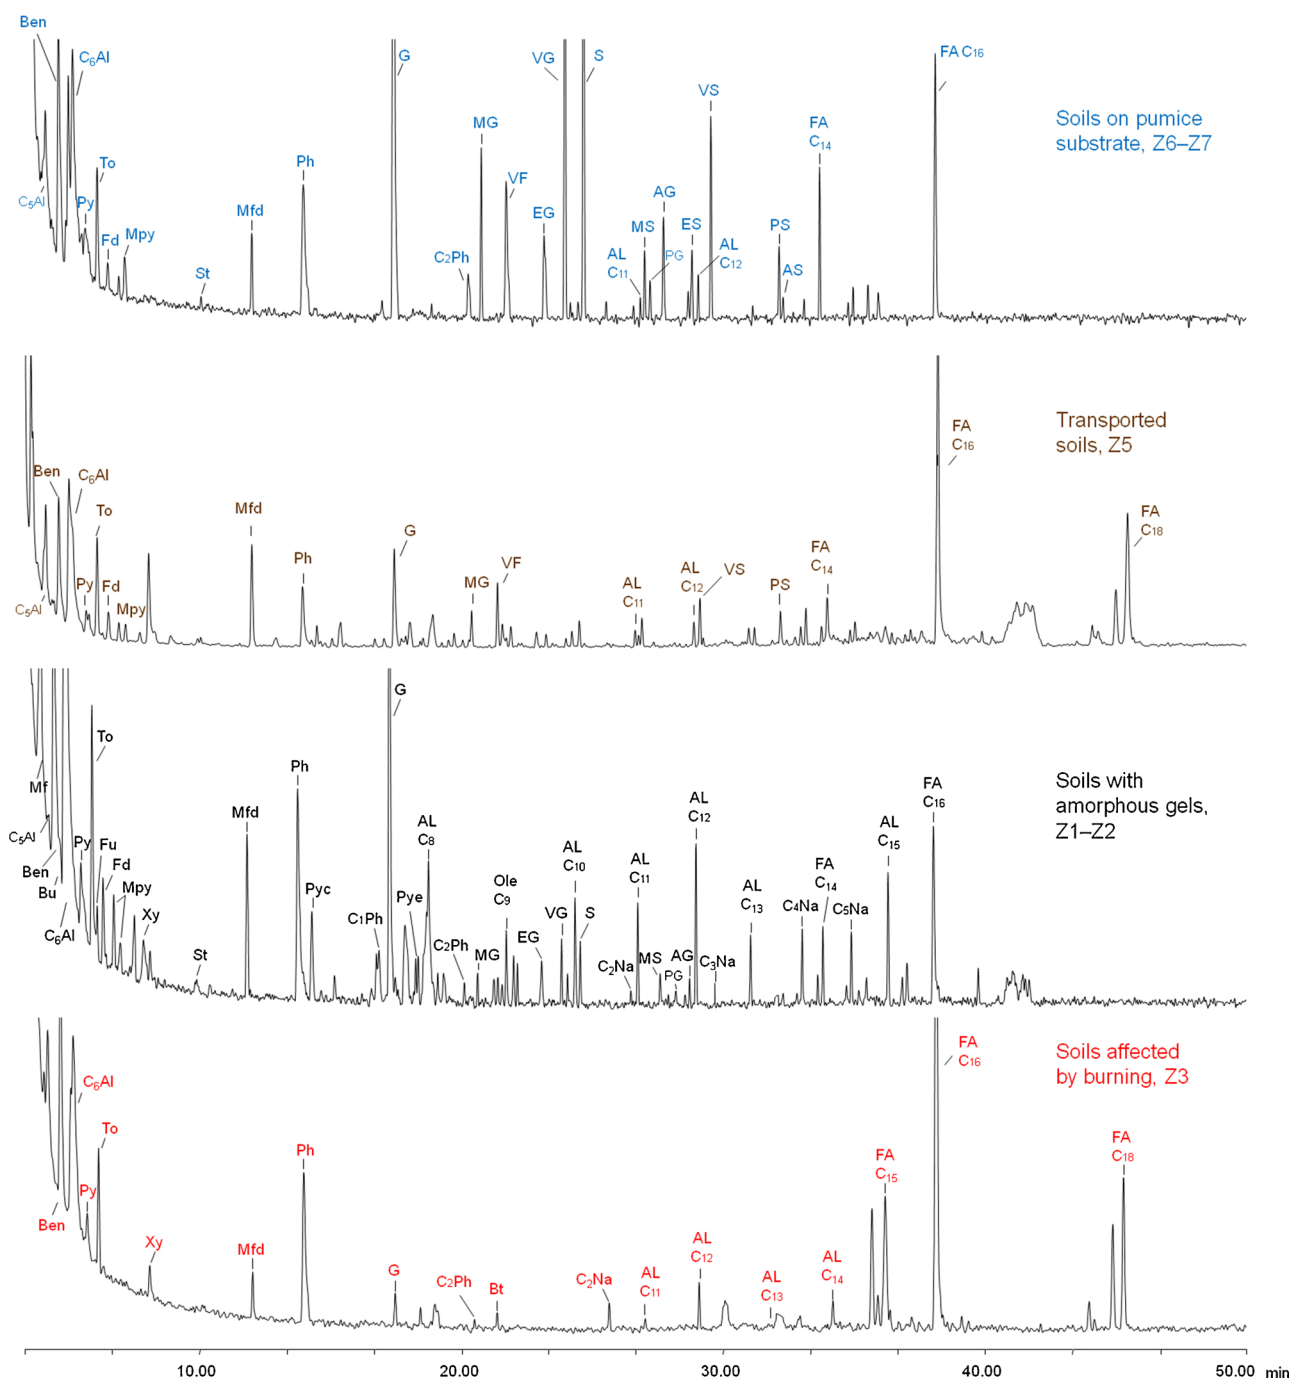 Ben
C₆Al
C₅Al
Py
To
Fd
Mpy
St
Mfd
Ph
G
C₂Ph
MG
VF
EG
VG
S
AL
C₁₁
MS
PG
AG
ES
AL
C₁₂
VS
PS
AS
FA
C₁₄
FA C₁₆
Soils on pumice
substrate, Z6–Z7
Ben
C₆Al
C₅Al
Py
To
Fd
Mpy
Mfd
Ph
G
MG
VF
AL
C₁₁
AL
C₁₂
VS
PS
FA
C₁₄
FA
C₁₆
FA
C₁₈
Transported
soils, Z5
Mf
C₅Al
Ben
Bu
C₆Al
Py
To
Fu
Fd
Mpy
Xy
St
Mfd
Ph
Pyc
C₁Ph
G
Pye
AL
C₈
C₂Ph
MG
Ole
C₉
EG
VG
AL
C₁₀
S
C₂Na
AL
C₁₁
MS
PG
AG
AL
C₁₂
C₃Na
AL
C₁₃
C₄Na
FA
C₁₄
C₅Na
AL
C₁₅
FA
C₁₆
Soils with
amorphous gels,
Z1–Z2
Ben
C₆Al
Py
To
Xy
Mfd
Ph
G
C₂Ph
Bt
C₂Na
AL
C₁₁
AL
C₁₂
AL
C₁₃
AL
C₁₄
FA
C₁₅
FA
C₁₆
FA
C₁₈
Soils affected
by burning, Z3
10.00 20.00 30.00 40.00 50.00 min